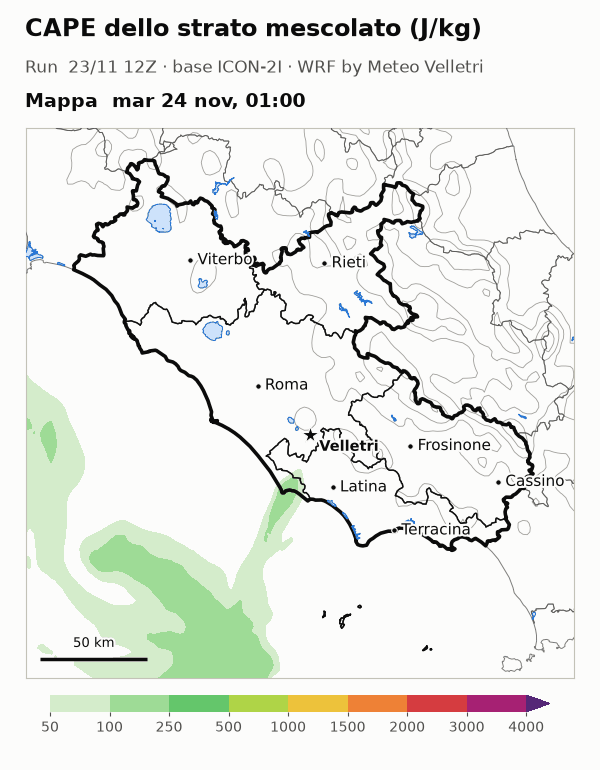 CAPE dello strato mescolato (J/kg)
Run  23/11 12Z · base ICON-2I · WRF by Meteo Velletri
Mappa  mar 24 nov, 01:00
Viterbo
Rieti
Roma
Velletri
Frosinone
Latina
Cassino
Terracina
50 km
50 100 250 500 1000 1500 2000 3000 4000